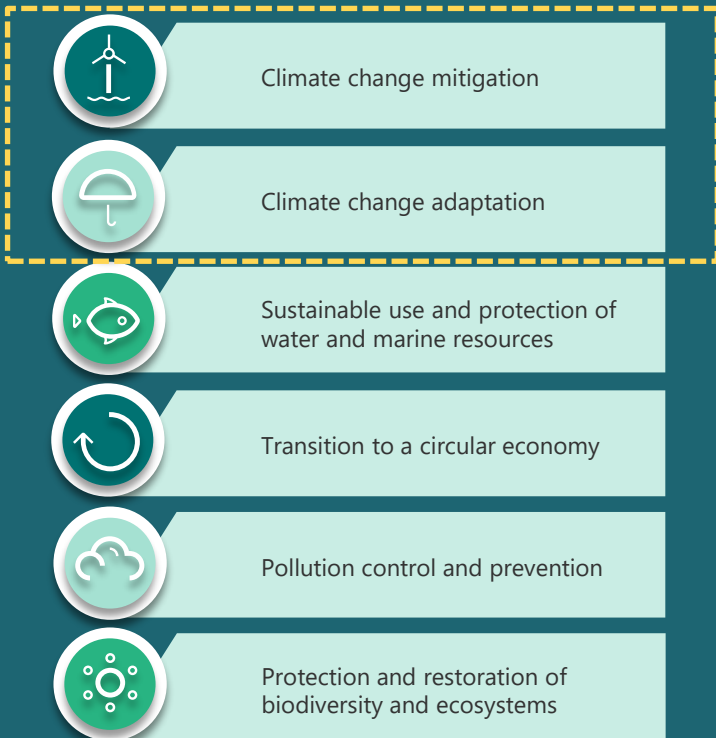 Climate change mitigation
Climate change adaptation
Sustainable use and protection of
water and marine resources
Transition to a circular economy
Pollution control and prevention
Protection and restoration of
biodiversity and ecosystems